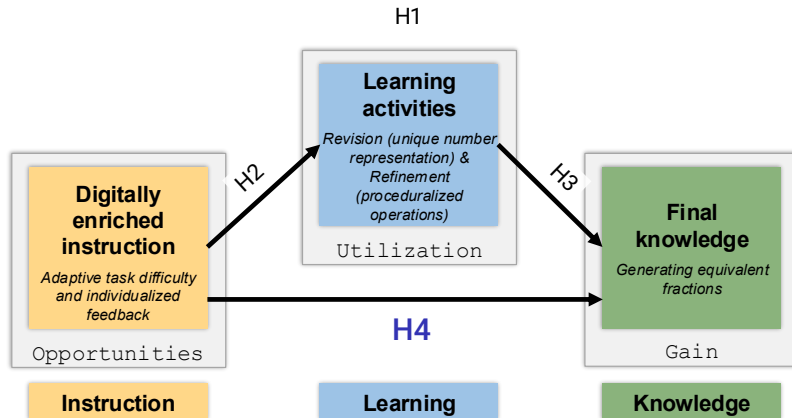 H1
Learning
activities
Revision (unique number
representation) &
Refinement
(proceduralized
operations)
Utilization
H2
H3
Digitally
enriched
instruction
Adaptive task difficulty
and individualized
feedback
Opportunities
Final
knowledge
Generating equivalent
fractions
Gain
H4
Instruction
Learning
Knowledge